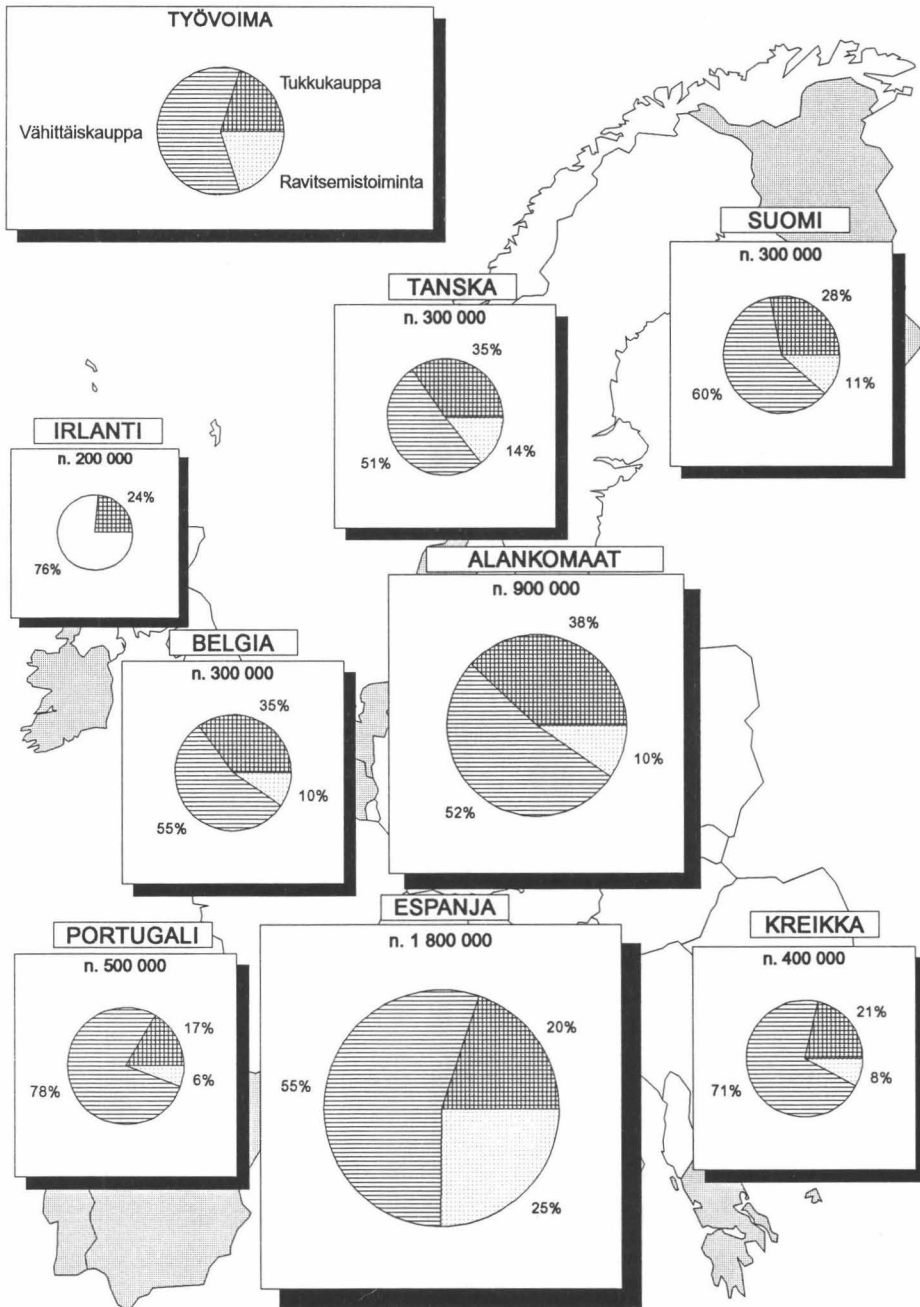 TYÖVOIMA
Tukkukauppa
Vähittäiskauppa
Ravitsemistoiminta
SUOMI
n. 300 000
28%
60%
11%
TANSKA
n. 300 000
35%
51%
14%
IRLANTI
n. 200 000
24%
76%
ALANKOMAAT
n. 900 000
38%
52%
10%
BELGIA
n. 300 000
35%
55%
10%
ESPANJA
n. 1 800 000
20%
55%
25%
PORTUGALI
n. 500 000
17%
78%
6%
KREIKKA
n. 400 000
21%
71%
8%